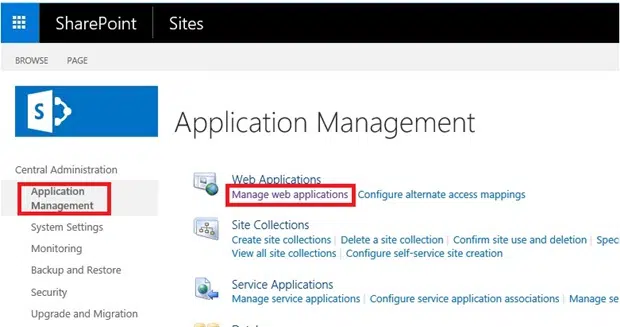 SharePoint Sites
BROWSE PAGE
S
Application Management
Central Administration
Application
Management
System Settings
Monitoring
Backup and Restore
Security
Upgrade and Migration
Web Applications
Manage web applications Configure alternate access mappings
Site Collections
Create site collections Delete a site collection Confirm site use and deletion
View all site collections Configure self-service site creation
Service Applications
Manage service applications Configure service application associations Manage